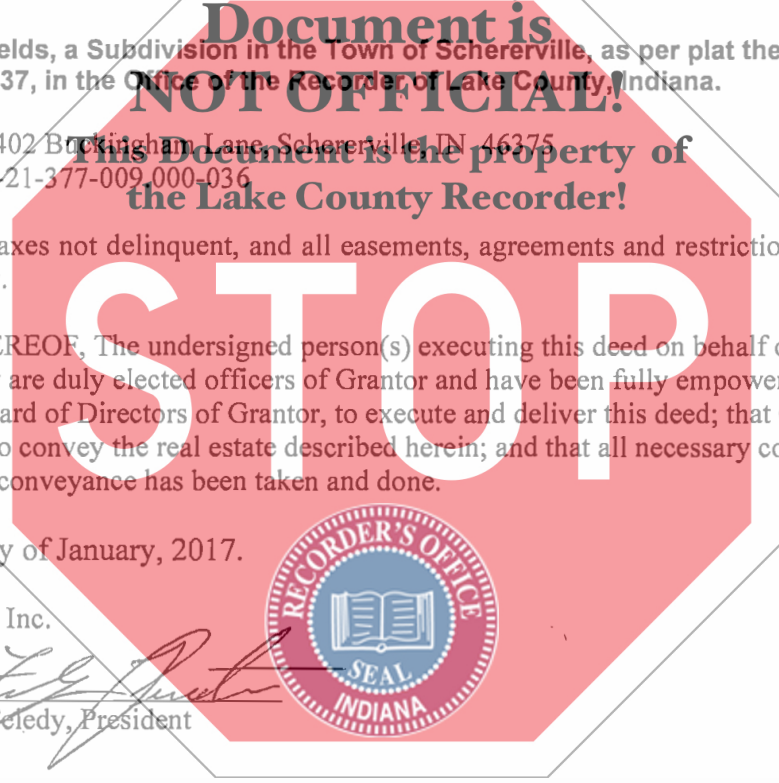 Document is
elds, a Subdivision in the Town of Schererville, as per plat the
NOT OFFICIAL!
37, in the Office of the Recorder of Lake County, Indiana.
402 Buckingham Lane, Schererville, IN 46375
This Document is the property of
-21-377-009.000-036
the Lake County Recorder!
axes not delinquent, and all easements, agreements and restrictio
.
STOP
EREOF, The undersigned person(s) executing this deed on behalf o
are duly elected officers of Grantor and have been fully empower
ard of Directors of Grantor, to execute and deliver this deed; that
o convey the real estate described herein; and that all necessary co
conveyance has been taken and done.
RECORDER'S OFFICE
y of January, 2017.
Inc.
SEAL
INDIANA
eledy, President